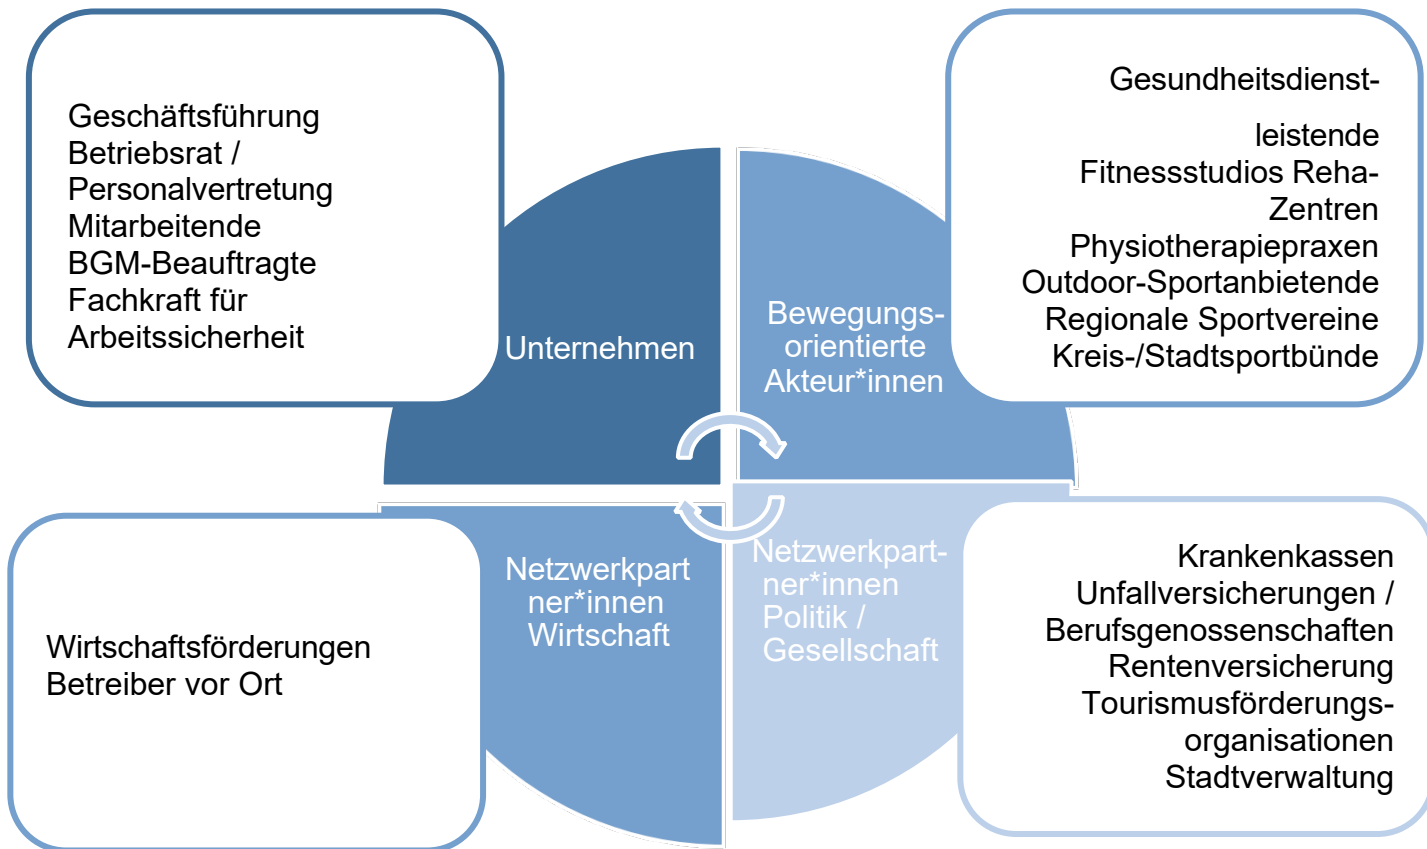 Geschäftsführung
Betriebsrat /
Personalvertretung
Mitarbeitende
BGM-Beauftragte
Fachkraft für
Arbeitssicherheit
Gesundheitsdienst-
leistende
Fitnessstudios Reha-
Zentren
Physiotherapiepraxen
Outdoor-Sportanbietende
Regionale Sportvereine
Kreis-/Stadtsportbünde
Unternehmen
Bewegungs-
orientierte
Akteur*innen
Netzwerkpart
ner*innen
Wirtschaft
Netzwerkpart-
ner*innen
Politik /
Gesellschaft
Wirtschaftsförderungen
Betreiber vor Ort
Krankenkassen
Unfallversicherungen /
Berufsgenossenschaften
Rentenversicherung
Tourismusförderungs-
organisationen
Stadtverwaltung